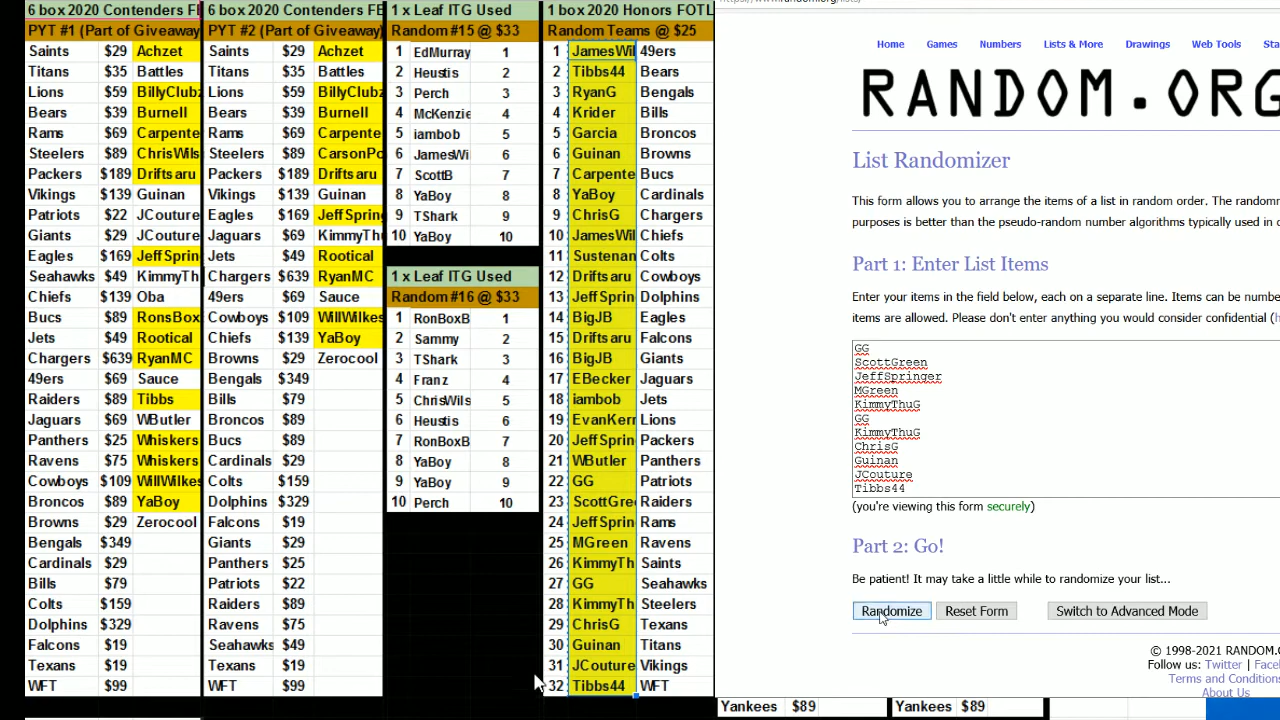 6 box 2020 Contenders FE
PYT #1 (Part of Giveaway)
Saints $29 Achzet
Titans $35 Battles
Lions $59 BillyClubz
Bears $39 Burnell
Rams $69 Carpente
Steelers $89 ChrisWils
Packers $189 Driftsaru
Vikings $139 Guinan
Patriots $22 JCouture
Giants $29 JCouture
Eagles $169 JeffSprin
Seahawks $49 KimmyTh
Chiefs $139 Oba
Bucs $89 RonsBox
Jets $49 Rootical
Chargers $639 RyanMC
49ers $69 Sauce
Raiders $89 Tibbs
Jaguars $69 WButler
Panthers $25 Whiskers
Ravens $75 Whiskers
Cowboys $109 WillWilkes
Broncos $89 YaBoy
Browns $29 Zerocool
Bengals $349
Cardinals $29
Bills $79
Colts $159
Dolphins $329
Falcons $19
Texans $19
WFT $99
6 box 2020 Contenders FE
PYT #2 (Part of Giveaway)
Saints $29 Achzet
Titans $35 Battles
Lions $59 BillyClubz
Bears $39 Burnell
Rams $69 Carpente
Steelers $89 CarsonPo
Packers $189 Driftsaru
Vikings $139 Guinan
Eagles $169 JeffSpring
Jaguars $69 KimmyThu
Jets $49 Rootical
Chargers $639 RyanMC
49ers $69 Sauce
Cowboys $109 WillWilkes
Chiefs $139 YaBoy
Browns $29 Zerocool
Bengals $349
Bills $79
Broncos $89
Bucs $89
Cardinals $29
Colts $159
Dolphins $329
Falcons $19
Giants $29
Panthers $25
Patriots $22
Raiders $89
Ravens $75
Seahawks $49
Texans $19
WFT $99
1 x Leaf ITG Used
Random #15 @ $33
1 EdMurray 1
2 Heustis 2
3 Perch 3
4 McKenzie 4
5 iambob 5
6 JamesWi 6
7 ScottB 7
8 YaBoy 8
9 TShark 9
10 YaBoy 10
1 x Leaf ITG Used
Random #16 @ $33
1 RonBoxB 1
2 Sammy 2
3 TShark 3
4 Franz 4
5 ChrisWils 5
6 Heustis 6
7 RonBoxB 7
8 YaBoy 8
9 YaBoy 9
10 Perch 10
1 box 2020 Honors FOTL
Random Teams @ $25
1 JamesWil 49ers
2 Tibbs44 Bears
3 RyanG Bengals
4 Krider Bills
5 Garcia Broncos
6 Guinan Browns
7 Carpente Bucs
8 YaBoy Cardinals
9 ChrisG Chargers
10 JamesWil Chiefs
11 Sustenan Colts
12 Driftsaru Cowboys
13 JeffSprin Dolphins
14 BigJB Eagles
15 Driftsaru Falcons
16 BigJB Giants
17 EBecker Jaguars
18 iambob Jets
19 EvanKerr Lions
20 JeffSprin Packers
21 WButler Panthers
22 GG Patriots
23 ScottGree Raiders
24 JeffSprin Rams
25 MGreen Ravens
26 KimmyTh Saints
27 GG Seahawks
28 KimmyTh Steelers
29 ChrisG Texans
30 Guinan Titans
31 JCouture Vikings
32 Tibbs44 WFT
Home Games Numbers Lists & More Drawings Web Tools Sta
RANDOM.ORG
List Randomizer
This form allows you to arrange the items of a list in random order. The random
purposes is better than the pseudo-random number algorithms typically used in c
Part 1: Enter List Items
Enter your items in the field below, each on a separate line. Items can be numbe
items are allowed. Please don't enter anything you would consider confidential (h
GG
ScottGreen
JeffSpringer
MGreen
KimmyThuG
GG
KimmyThuG
ChrisG
Guinan
JCouture
Tibbs44
(you're viewing this form securely)
Part 2: Go!
Be patient! It may take a little while to randomize your list...
Randomize Reset Form Switch to Advanced Mode
© 1998-2021 RANDOM.O
Follow us: Twitter | Face
Terms and Conditions
About Us
Yankees $89 Yankees $89